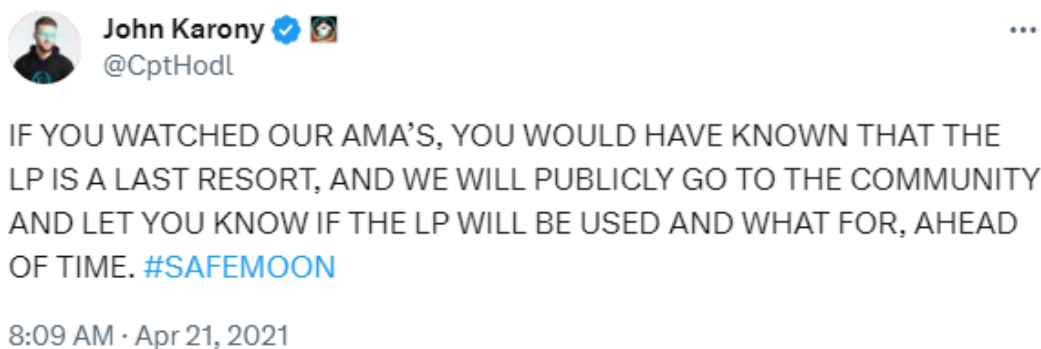 John Karony
@CptHodl
IF YOU WATCHED OUR AMA’S, YOU WOULD HAVE KNOWN THAT THE
LP IS A LAST RESORT, AND WE WILL PUBLICLY GO TO THE COMMUNITY
AND LET YOU KNOW IF THE LP WILL BE USED AND WHAT FOR, AHEAD
OF TIME. #SAFEMOON
8:09 AM · Apr 21, 2021